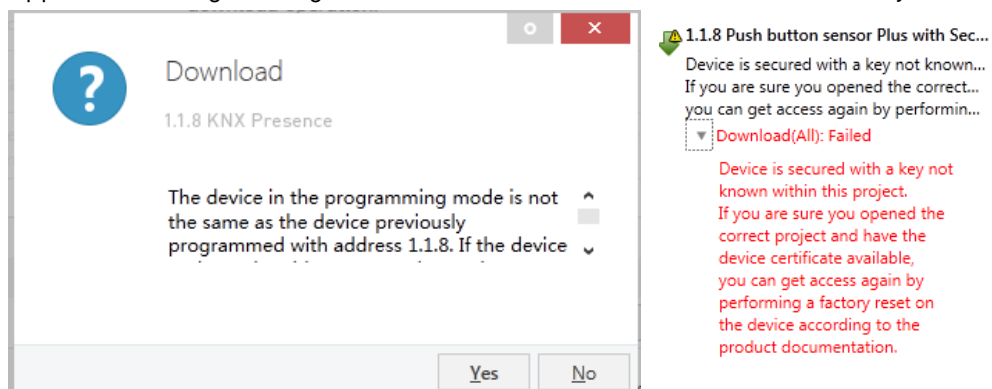 Download
1.1.8 KNX Presence
The device in the programming mode is not
the same as the device previously
programmed with address 1.1.8. If the device
Yes
No
1.1.8 Push button sensor Plus with Sec...
Device is secured with a key not known...
If you are sure you opened the correct...
you can get access again by performin...
Download(All): Failed
Device is secured with a key not
known within this project.
If you are sure you opened the
correct project and have the
device certificate available,
you can get access again by
performing a factory reset on
the device according to the
product documentation.